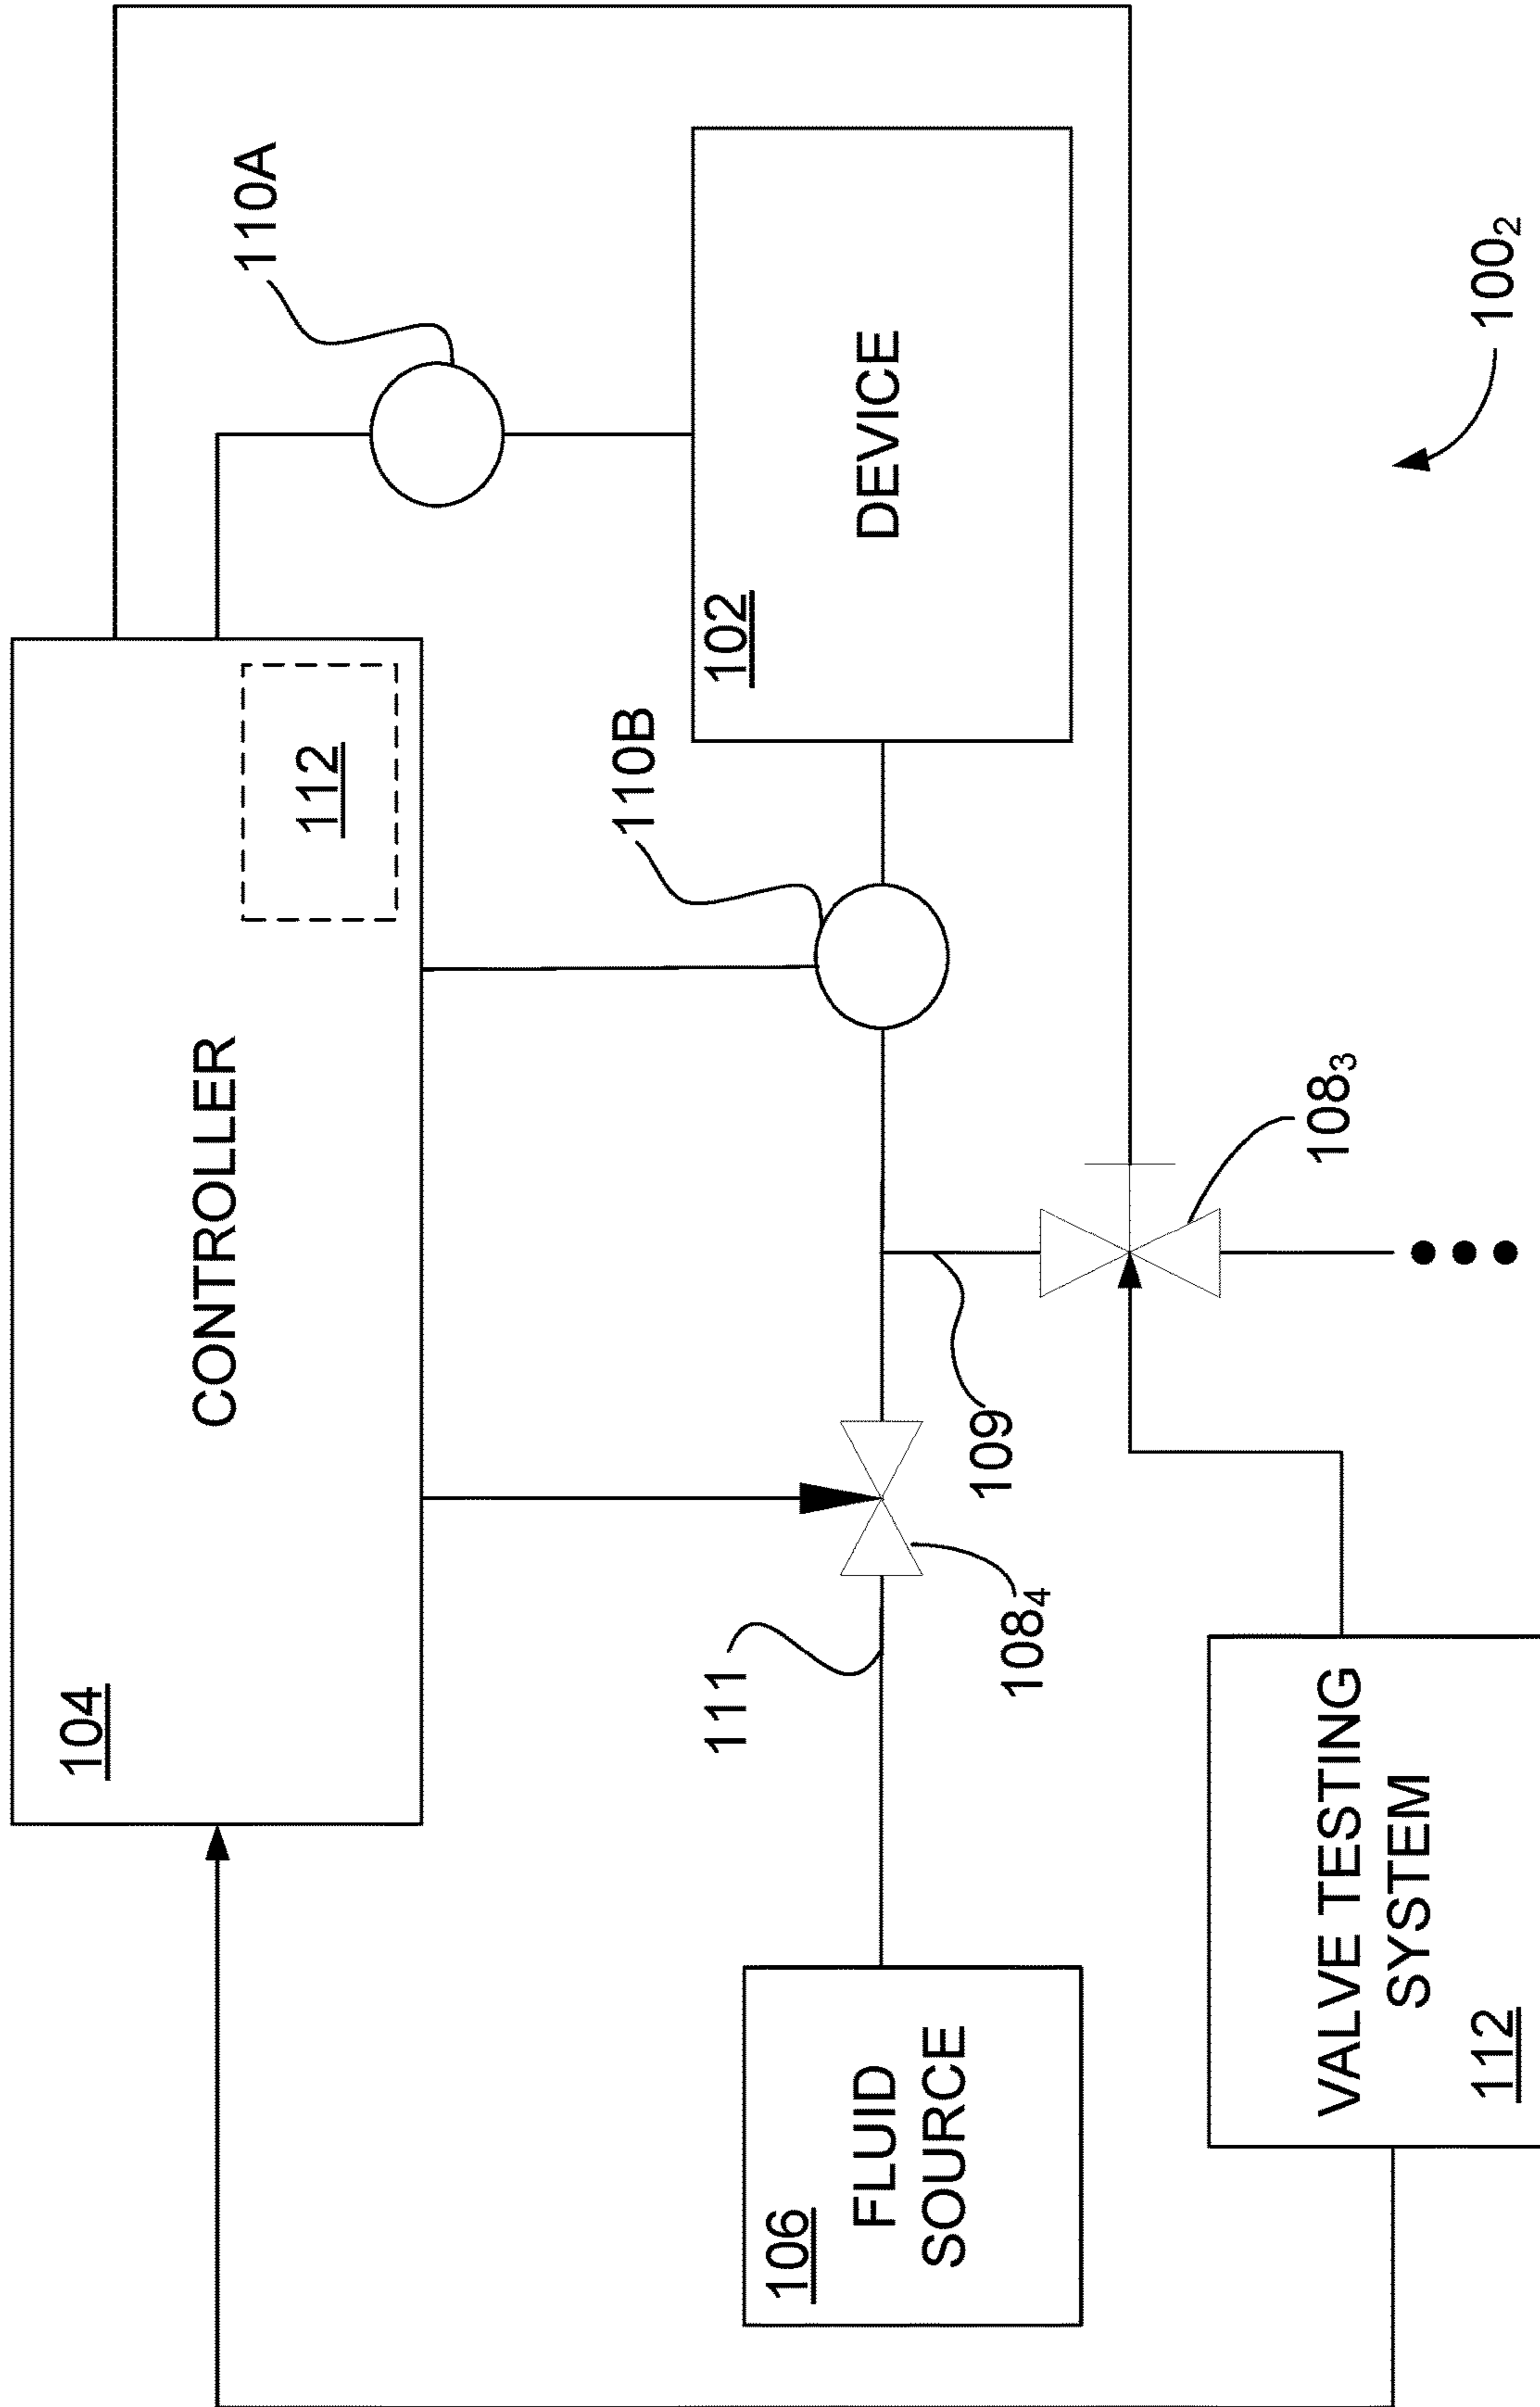 104
CONTROLLER
112
110A
110B
102
DEVICE
111
108₄
109
108₃
106
FLUID
SOURCE
VALVE TESTING
SYSTEM
112
100₂